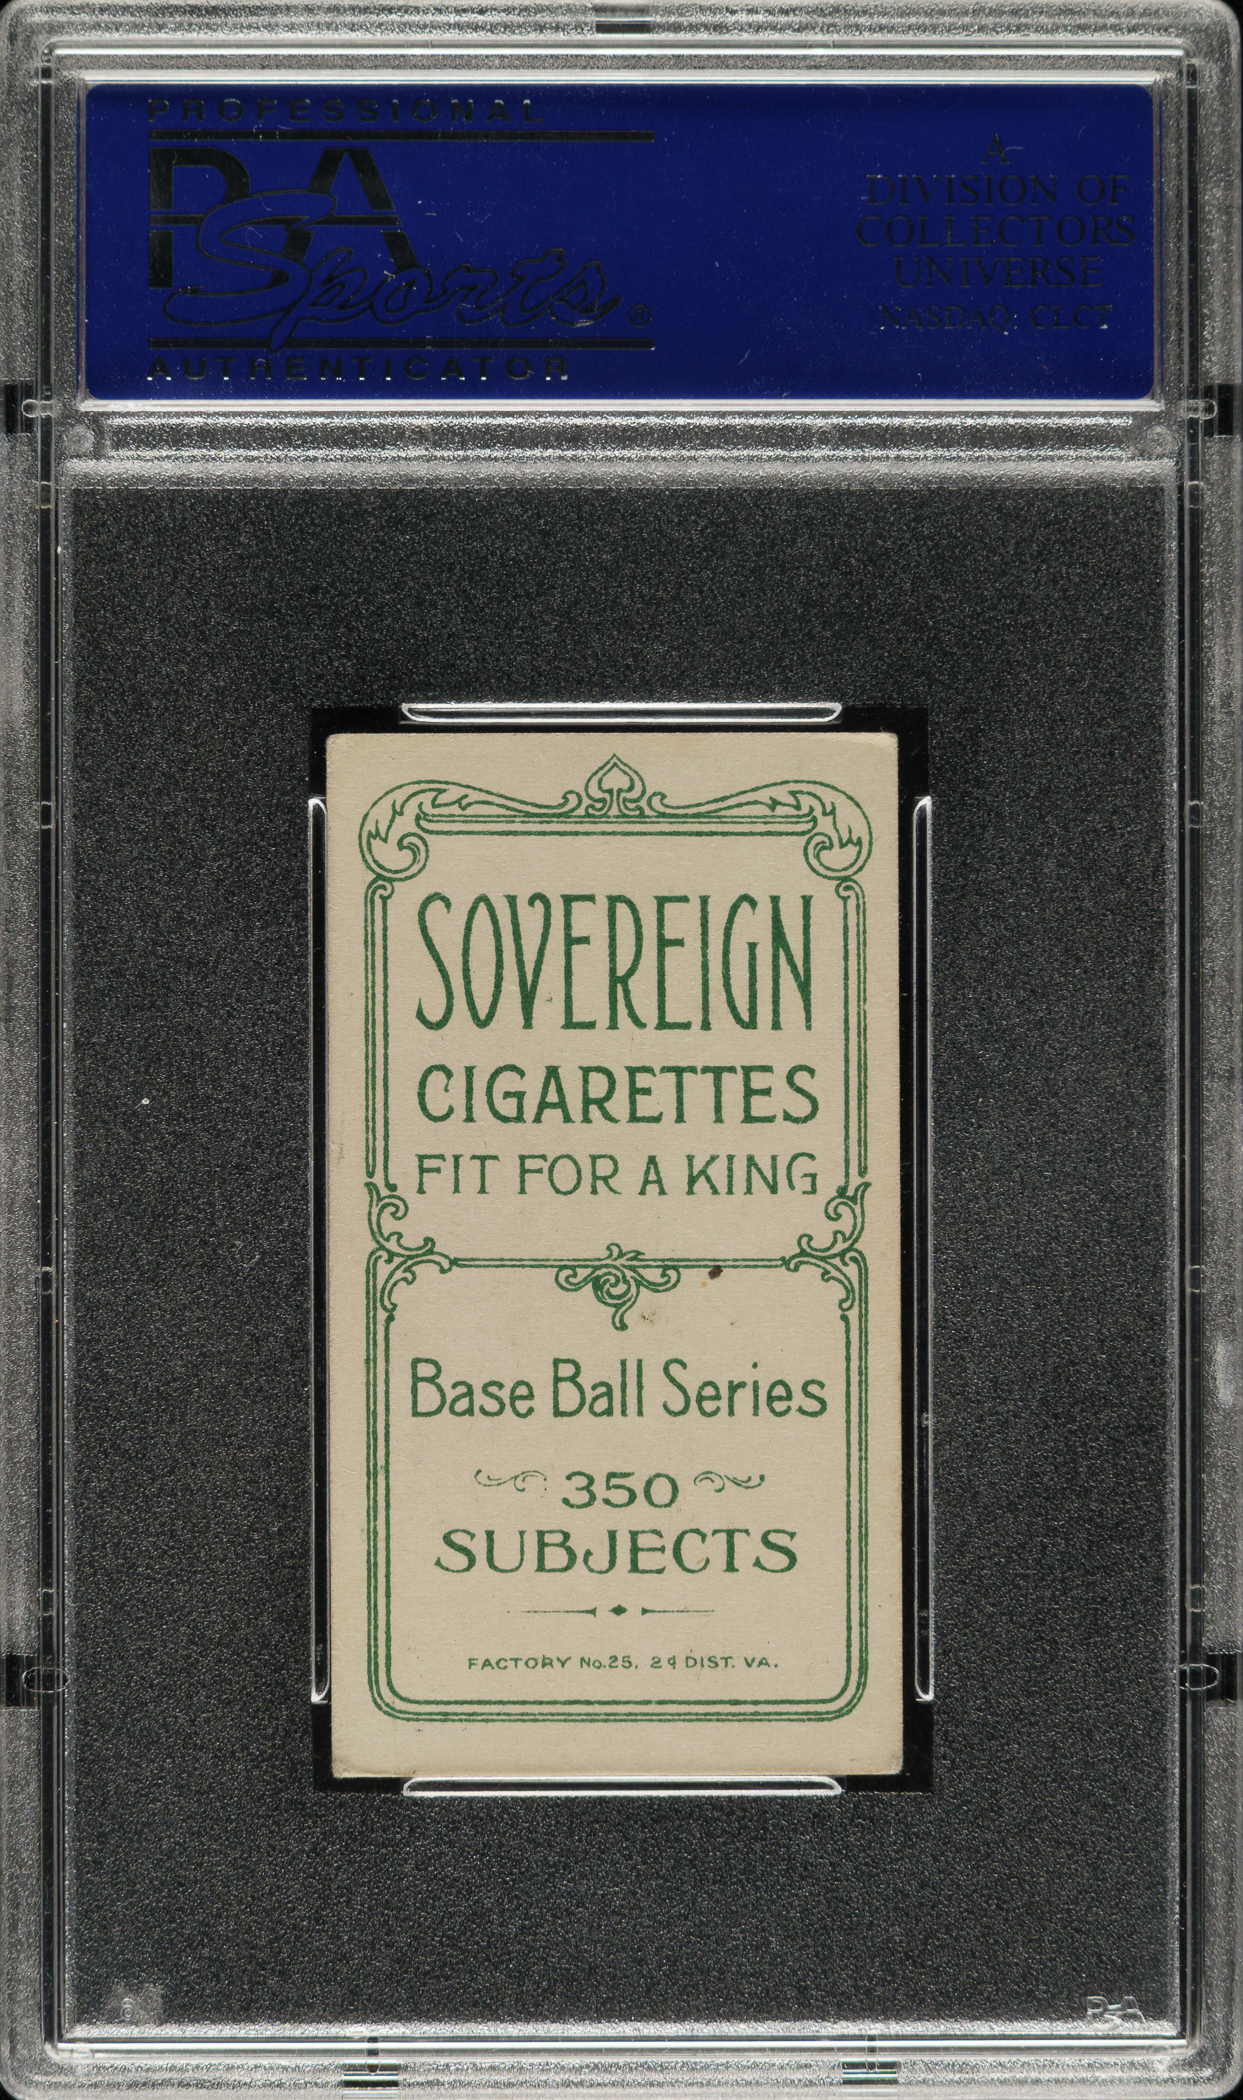 PROFESSIONAL
PSA
Sports®
AUTHENTICATOR
A
DIVISION OF
COLLECTORS
UNIVERSE
NASDAQ: CLCT
SOVEREIGN
CIGARETTES
FIT FOR A KING
Base Ball Series
350
SUBJECTS
FACTORY No.25, 2d DIST. VA.
PSA